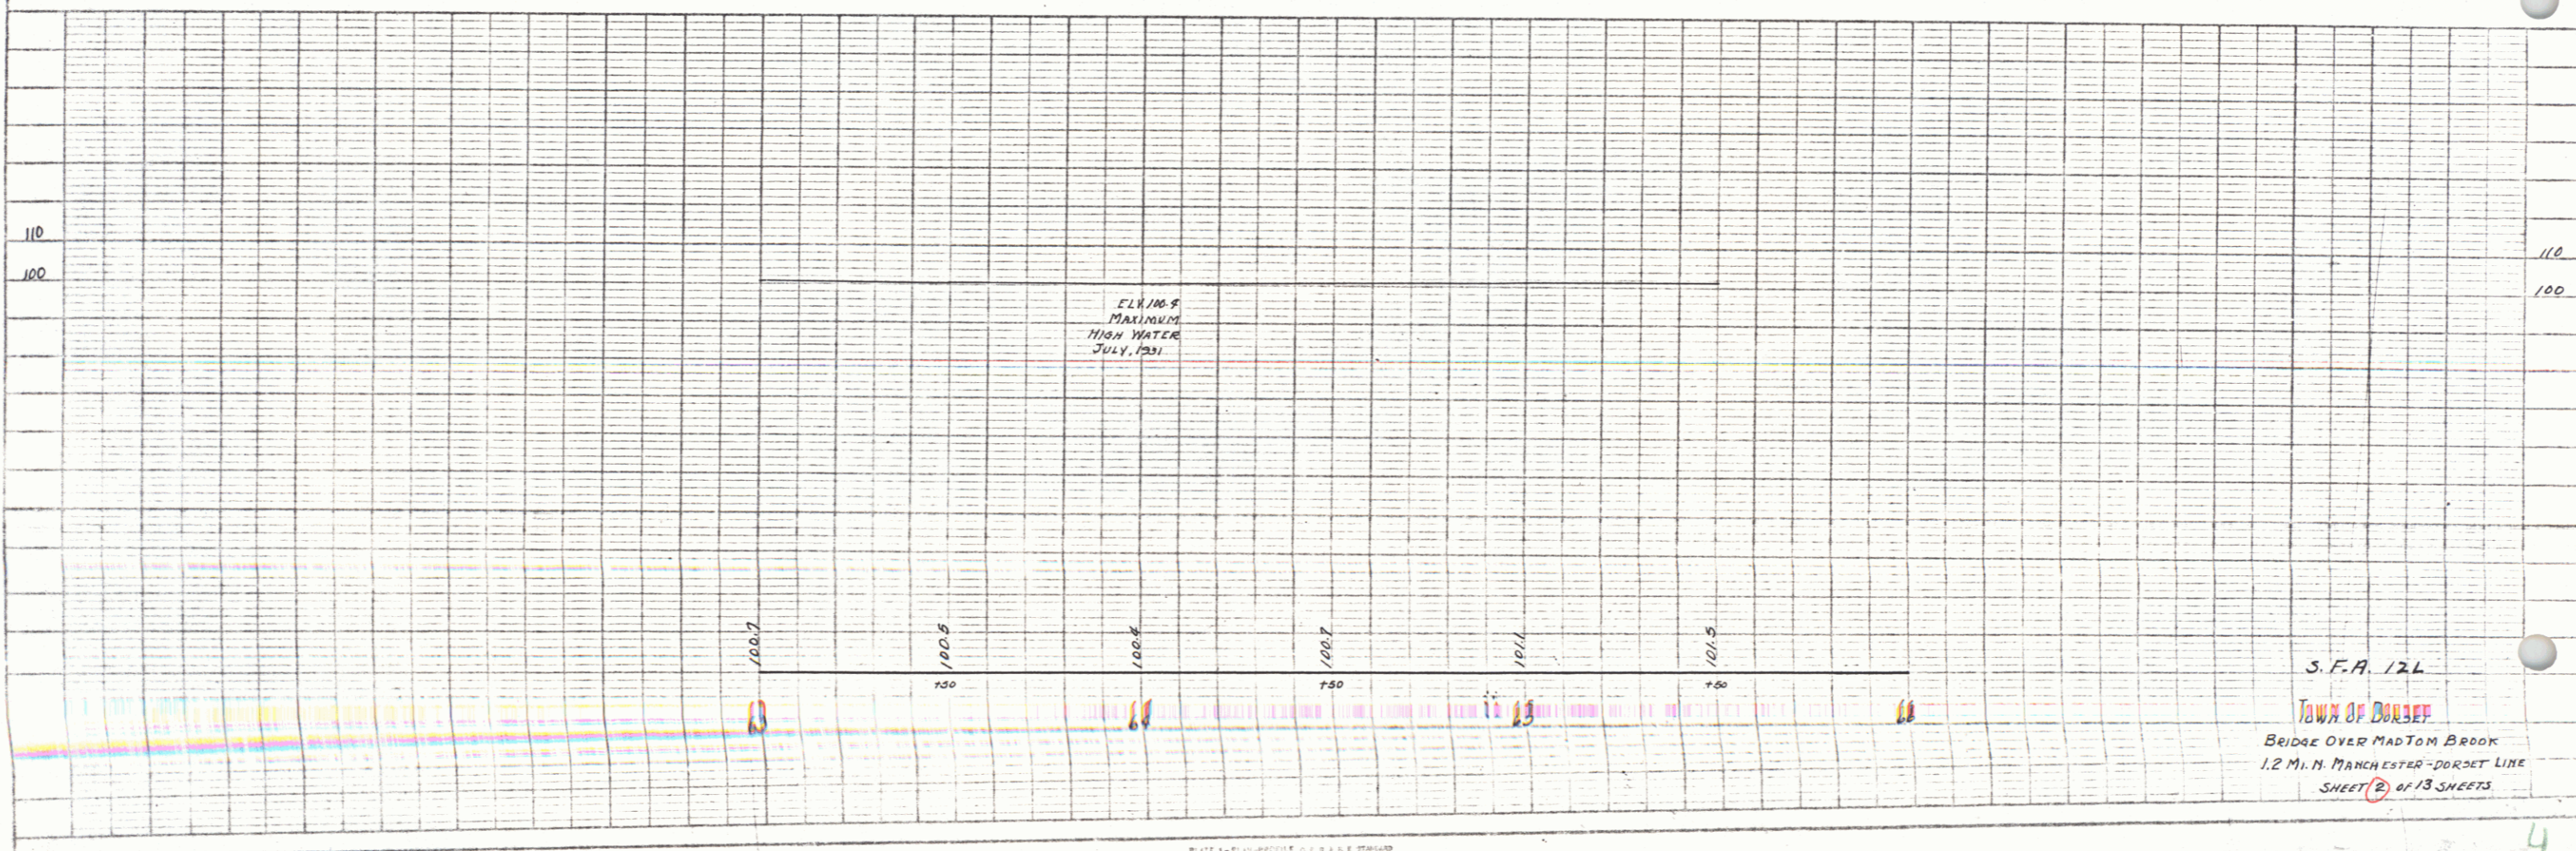 110
110
100
100
ELV. 100.4
MAXIMUM
HIGH WATER
JULY, 1931
100.7
100.5
100.4
100.7
101.1
101.5
+50
+50
+50
63
64
65
66
S.F.A. 12L
TOWN OF DORSET
BRIDGE OVER MAD TOM BROOK
1.2 MI. N. MANCHESTER-DORSET LINE
SHEET 2 OF 13 SHEETS
4